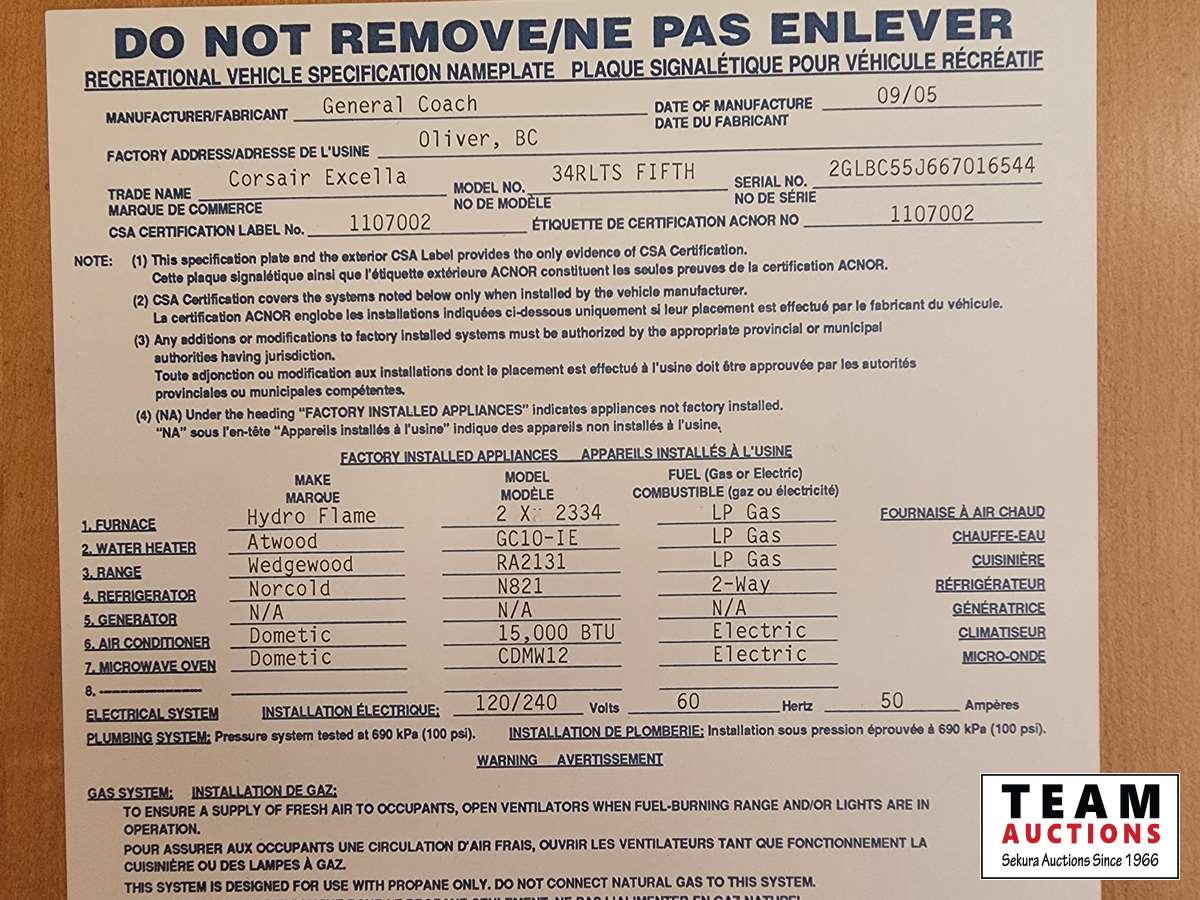 DO NOT REMOVE/NE PAS ENLEVER
RECREATIONAL VEHICLE SPECIFICATION NAMEPLATE PLAQUE SIGNALÉTIQUE POUR VÉHICULE RÉCRÉATIF
MANUFACTURER/FABRICANT General Coach DATE OF MANUFACTURE 09/05
DATE DU FABRICANT
FACTORY ADDRESS/ADRESSE DE L'USINE Oliver, BC
TRADE NAME Corsair Excella MODEL NO. 34RLTS FIFTH SERIAL NO. 2GLBC55J667016544
MARQUE DE COMMERCE NO DE MODÈLE NO DE SÉRIE
CSA CERTIFICATION LABEL No. 1107002 ÉTIQUETTE DE CERTIFICATION ACNOR NO 1107002
NOTE: (1) This specification plate and the exterior CSA Label provides the only evidence of CSA Certification.
Cette plaque signalétique ainsi que l'étiquette extérieure ACNOR constituent les seules preuves de la certification ACNOR.
(2) CSA Certification covers the systems noted below only when installed by the vehicle manufacturer.
La certification ACNOR englobe les installations indiquées ci-dessous uniquement si leur placement est effectué par le fabricant du véhicule.
(3) Any additions or modifications to factory installed systems must be authorized by the appropriate provincial or municipal
authorities having jurisdiction.
Toute adjonction ou modification aux installations dont le placement est effectué à l'usine doit être approuvée par les autorités
provinciales ou municipales compétentes.
(4) (NA) Under the heading "FACTORY INSTALLED APPLIANCES" indicates appliances not factory installed.
"NA" sous l'en-tête "Appareils installés à l'usine" indique des appareils non installés à l'usine.
FACTORY INSTALLED APPLIANCES APPAREILS INSTALLÉS À L'USINE
MAKE MODEL FUEL (Gas or Electric)
MARQUE MODÈLE COMBUSTIBLE (gaz ou électricité)
1. FURNACE Hydro Flame 2 X 2334 LP Gas FOURNAISE À AIR CHAUD
2. WATER HEATER Atwood GC10-IE LP Gas CHAUFFE-EAU
3. RANGE Wedgewood RA2131 LP Gas CUISINIÈRE
4. REFRIGERATOR Norcold N821 2-Way RÉFRIGÉRATEUR
5. GENERATOR N/A N/A N/A GÉNÉRATRICE
6. AIR CONDITIONER Dometic 15,000 BTU Electric CLIMATISEUR
7. MICROWAVE OVEN Dometic CDMW12 Electric MICRO-ONDE
8. --------------------
ELECTRICAL SYSTEM INSTALLATION ÉLECTRIQUE: 120/240 Volts 60 Hertz 50 Ampères
PLUMBING SYSTEM: Pressure system tested at 690 kPa (100 psi). INSTALLATION DE PLOMBERIE: Installation sous pression éprouvée à 690 kPa (100 psi).
WARNING AVERTISSEMENT
GAS SYSTEM: INSTALLATION DE GAZ:
TO ENSURE A SUPPLY OF FRESH AIR TO OCCUPANTS, OPEN VENTILATORS WHEN FUEL-BURNING RANGE AND/OR LIGHTS ARE IN
OPERATION.
POUR ASSURER AUX OCCUPANTS UNE CIRCULATION D'AIR FRAIS, OUVRIR LES VENTILATEURS TANT QUE FONCTIONNEMENT LA
CUISINIÈRE OU DES LAMPES À GAZ.
THIS SYSTEM IS DESIGNED FOR USE WITH PROPANE ONLY. DO NOT CONNECT NATURAL GAS TO THIS SYSTEM.
TEAM
AUCTIONS
Sekura Auctions Since 1966